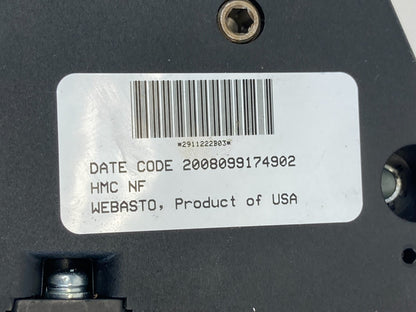 *2911222B03*
DATE CODE 2008099174902
HMC NF
WEBASTO, Product of USA